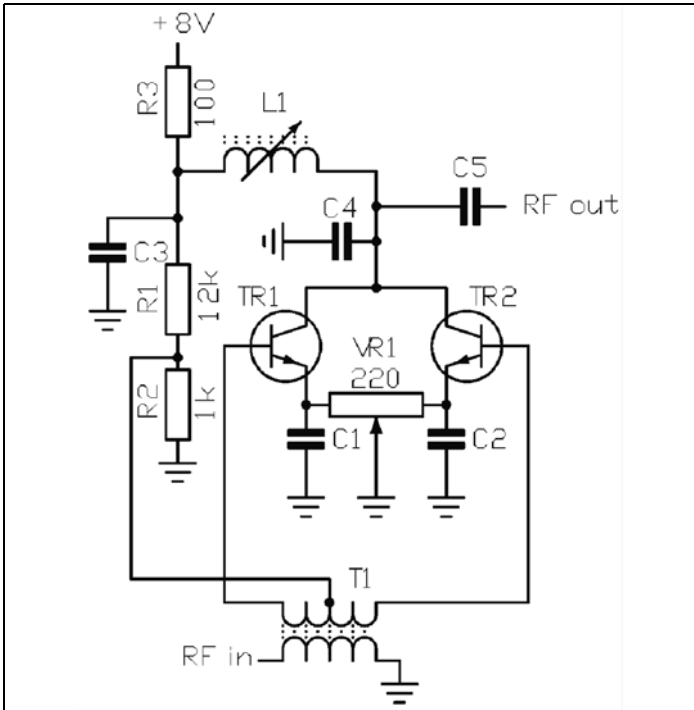 +8V
R3
100
L1
C5
RF out
C4
C3
R1
12k
TR1
TR2
VR1
220
R2
1k
C1
C2
T1
RF in